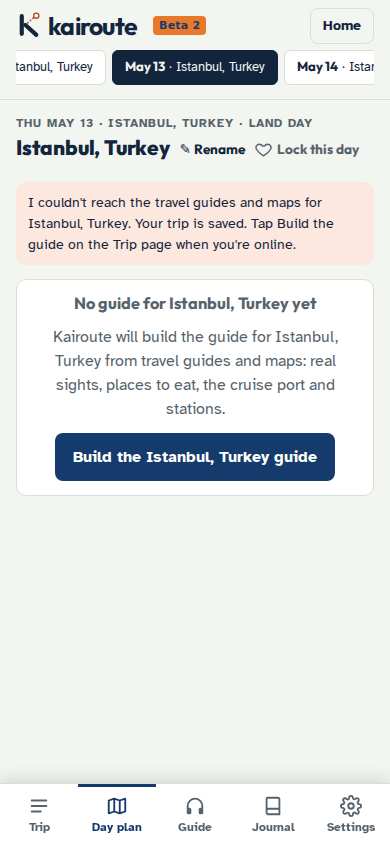 kairoute Beta 2 Home
tanbul, Turkey May 13 · Istanbul, Turkey May 14 · Istan
THU MAY 13 · ISTANBUL, TURKEY · LAND DAY
Istanbul, Turkey ✎ Rename Lock this day
I couldn't reach the travel guides and maps for
Istanbul, Turkey. Your trip is saved. Tap Build the
guide on the Trip page when you're online.
No guide for Istanbul, Turkey yet
Kairoute will build the guide for Istanbul,
Turkey from travel guides and maps: real
sights, places to eat, the cruise port and
stations.
Build the Istanbul, Turkey guide
Trip Day plan Guide Journal Settings